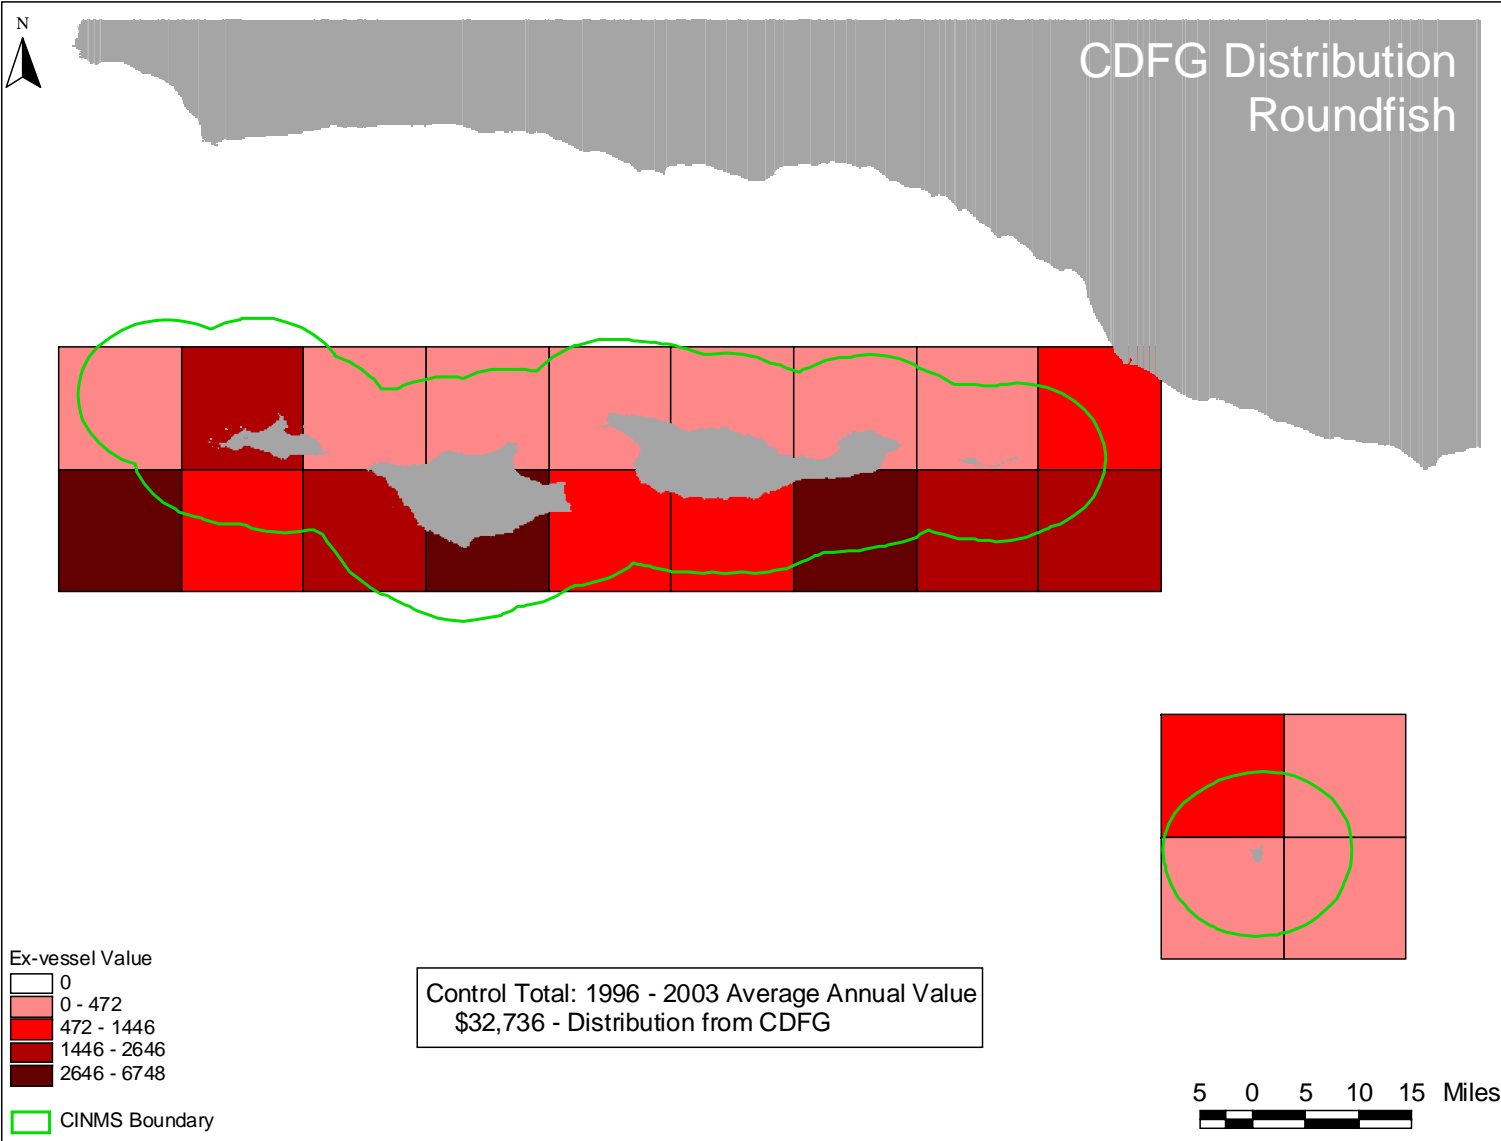 N
CDFG Distribution
Roundfish
Ex-vessel Value
0
0 - 472
472 - 1446
1446 - 2646
2646 - 6748
CINMS Boundary
Control Total: 1996 - 2003 Average Annual Value
$32,736 - Distribution from CDFG
5 0 5 10 15 Miles